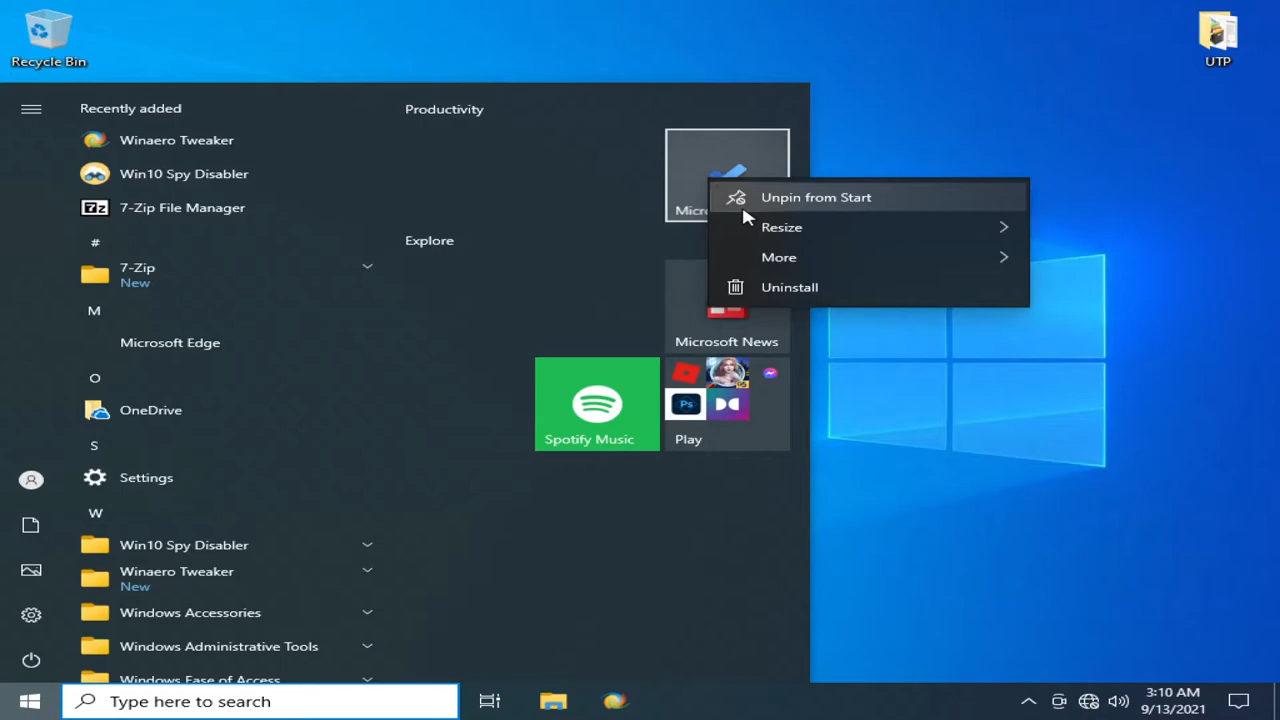 Recycle Bin
UTP
Recently added
Winaero Tweaker
Win10 Spy Disabler
7z
7-Zip File Manager
#
7-Zip
New
M
Microsoft Edge
O
OneDrive
S
Settings
W
Win10 Spy Disabler
Winaero Tweaker
New
Windows Accessories
Windows Administrative Tools
Windows Ease of Access
Productivity
Micr
Explore
Microsoft News
Spotify Music
Ps
Play
Unpin from Start
Resize
More
Uninstall
Type here to search
3:10 AM
9/13/2021